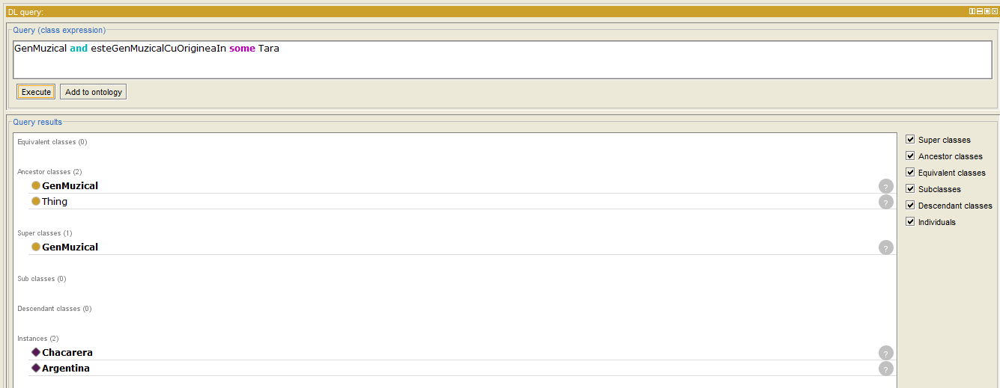 DL query:
Query (class expression)
GenMuzical and esteGenMuzicalCuOrigineaIn some Tara
Execute Add to ontology
Query results
Equivalent classes (0)
Ancestor classes (2)
GenMuzical
?
Thing
?
Super classes (1)
GenMuzical
?
Sub classes (0)
Descendant classes (0)
Instances (2)
Chacarera
?
Argentina
?
Super classes
Ancestor classes
Equivalent classes
Subclasses
Descendant classes
Individuals